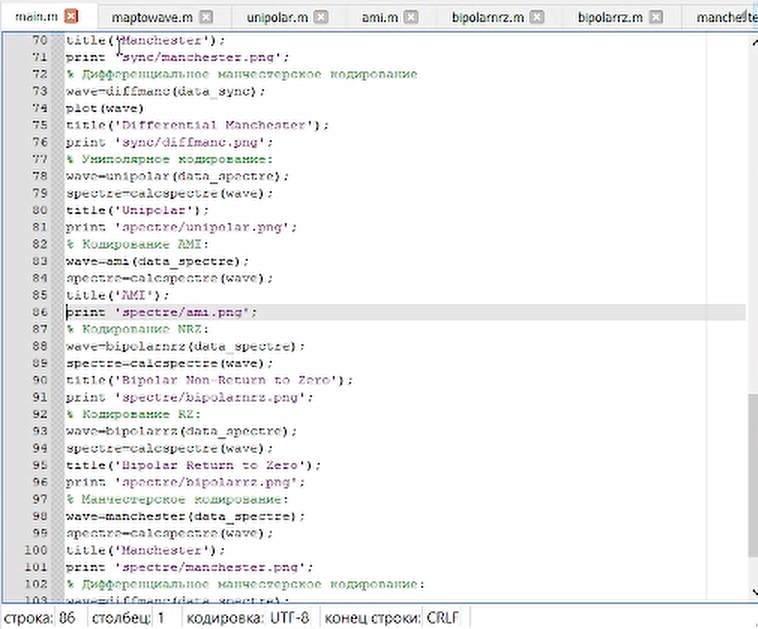 main.m maptowave.m unipolar.m ami.m bipolarnrz.m bipolarrz.m
70 title('Manchester');
71 print 'sync/manchester.png';
72 % Дифференциальное манчестерское кодирование
73 wave=diffmanc(data_sync);
74 plot(wave)
75 title('Differential Manchester');
76 print 'sync/diffmanc.png';
77 % Униполярное кодирование:
78 wave=unipolar(data_spectre);
79 spectre=calcspectre(wave);
80 title('Unipolar');
81 print 'spectre/unipolar.png';
82 % Кодирование AMI:
83 wave=ami(data_spectre);
84 spectre=calcspectre(wave);
85 title('AMI');
86 print 'spectre/ami.png';
87 % Кодирование NRZ:
88 wave=bipolarnrz(data_spectre);
89 spectre=calcspectre(wave);
90 title('Bipolar Non-Return to Zero');
91 print 'spectre/bipolarnrz.png';
92 % Кодирование RZ:
93 wave=bipolarrz(data_spectre);
94 spectre=calcspectre(wave);
95 title('Bipolar Return to Zero');
96 print 'spectre/bipolarrz.png';
97 % Манчестерское кодирование:
98 wave=manchester(data_spectre);
99 spectre=calcspectre(wave);
100 title('Manchester');
101 print 'spectre/manchester.png';
102 % Дифференциальное манчестерское кодирование:
103 wave=diffmanc(data_spectre);
строка: 86 столбец: 1 кодировка: UTF-8 конец строки: CRLF